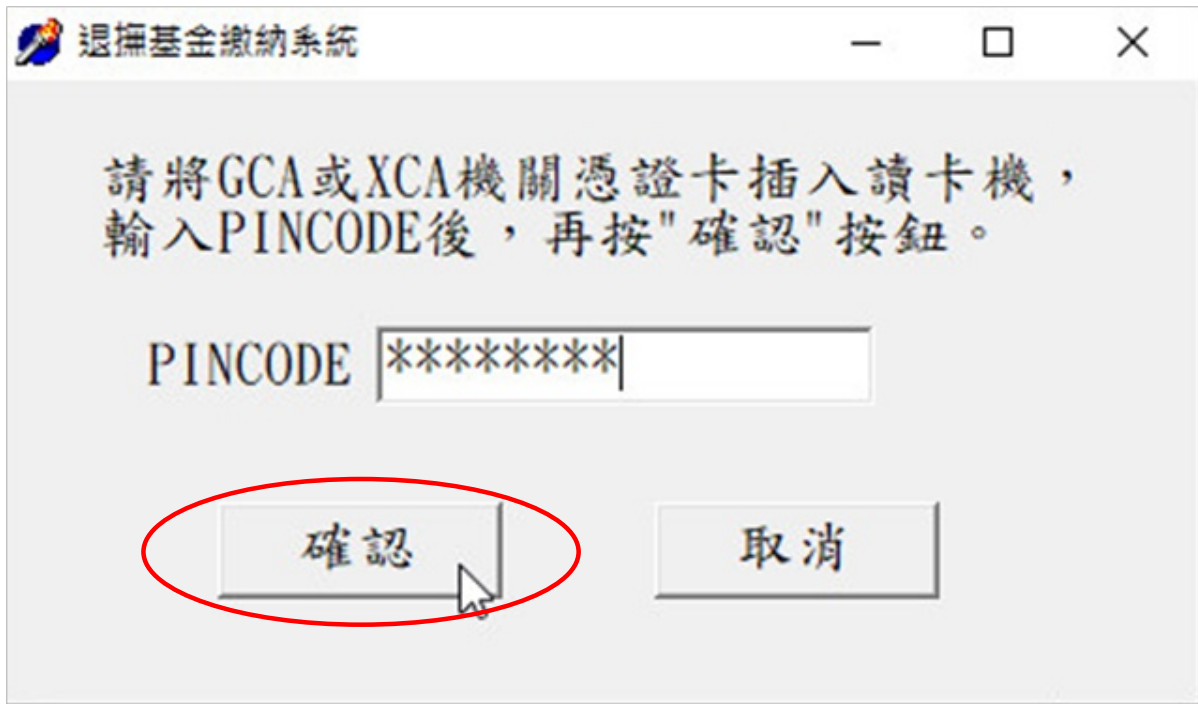 退撫基金繳納系統
請將GCA或XCA機關憑證卡插入讀卡機，
輸入PINCODE後，再按"確認"按鈕。
PINCODE ********
確認 取消